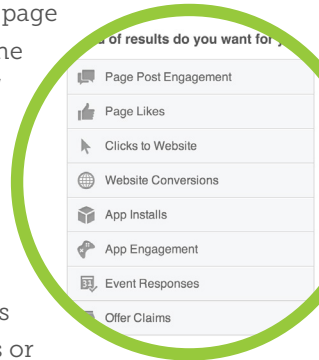 page
of results do you want for
Page Post Engagement
Page Likes
Clicks to Website
Website Conversions
App Installs
App Engagement
Event Responses
Offer Claims
or